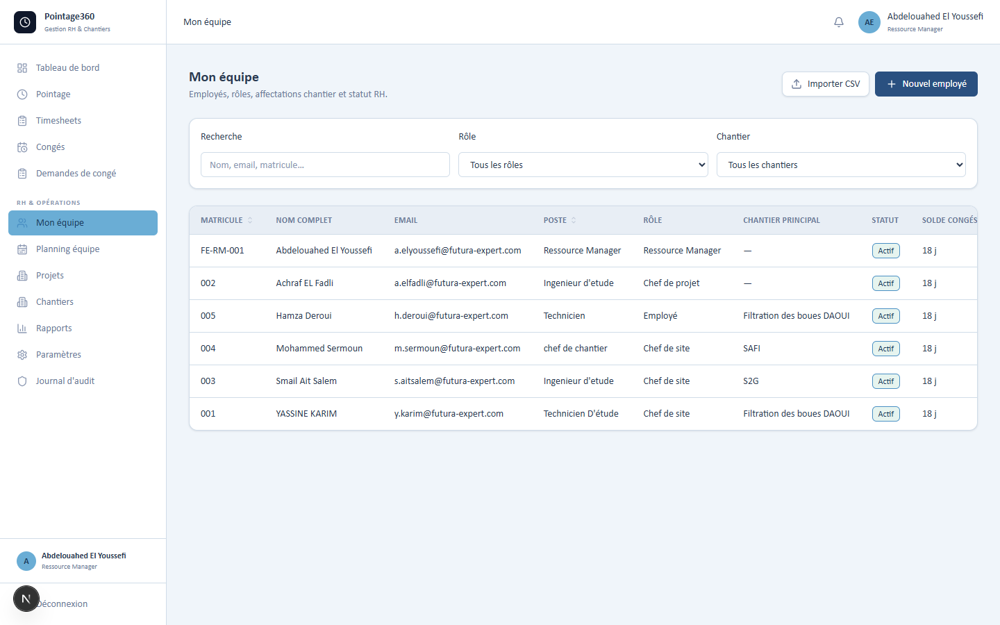 Pointage360
Gestion RH & Chantiers
Mon équipe
AE
Abdelouahed El Youssefi
Ressource Manager
Tableau de bord
Pointage
Timesheets
Congés
Demandes de congé
RH & OPÉRATIONS
Mon équipe
Planning équipe
Projets
Chantiers
Rapports
Paramètres
Journal d'audit
A
Abdelouahed El Youssefi
Ressource Manager
N
Déconnexion
Mon équipe
Employés, rôles, affectations chantier et statut RH.
Importer CSV
Nouvel employé
Recherche Rôle Chantier
Nom, email, matricule... Tous les rôles Tous les chantiers
MATRICULE NOM COMPLET EMAIL POSTE RÔLE CHANTIER PRINCIPAL STATUT SOLDE CONGÉS
FE-RM-001 Abdelouahed El Youssefi a.elyoussefi@futura-expert.com Ressource Manager Ressource Manager — Actif 18 j
002 Achraf EL Fadli a.elfadli@futura-expert.com Ingenieur d'etude Chef de projet — Actif 18 j
005 Hamza Deroui h.deroui@futura-expert.com Technicien Employé Filtration des boues DAOUI Actif 18 j
004 Mohammed Sermoun m.sermoun@futura-expert.com chef de chantier Chef de site SAFI Actif 18 j
003 Smail Ait Salem s.aitsalem@futura-expert.com Ingenieur d'etude Chef de site S2G Actif 18 j
001 YASSINE KARIM y.karim@futura-expert.com Technicien D'étude Chef de site Filtration des boues DAOUI Actif 18 j